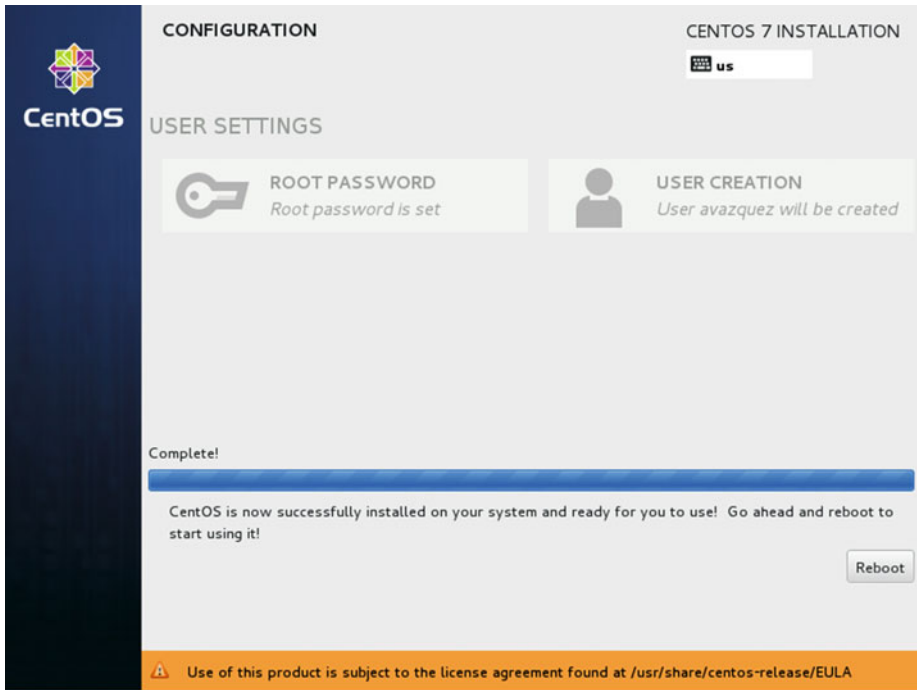 CONFIGURATION
CENTOS 7 INSTALLATION
us
CentOS
USER SETTINGS
ROOT PASSWORD
Root password is set
USER CREATION
User avazquez will be created
Complete!
CentOS is now successfully installed on your system and ready for you to use! Go ahead and reboot to
start using it!
Reboot
Use of this product is subject to the license agreement found at /usr/share/centos-release/EULA